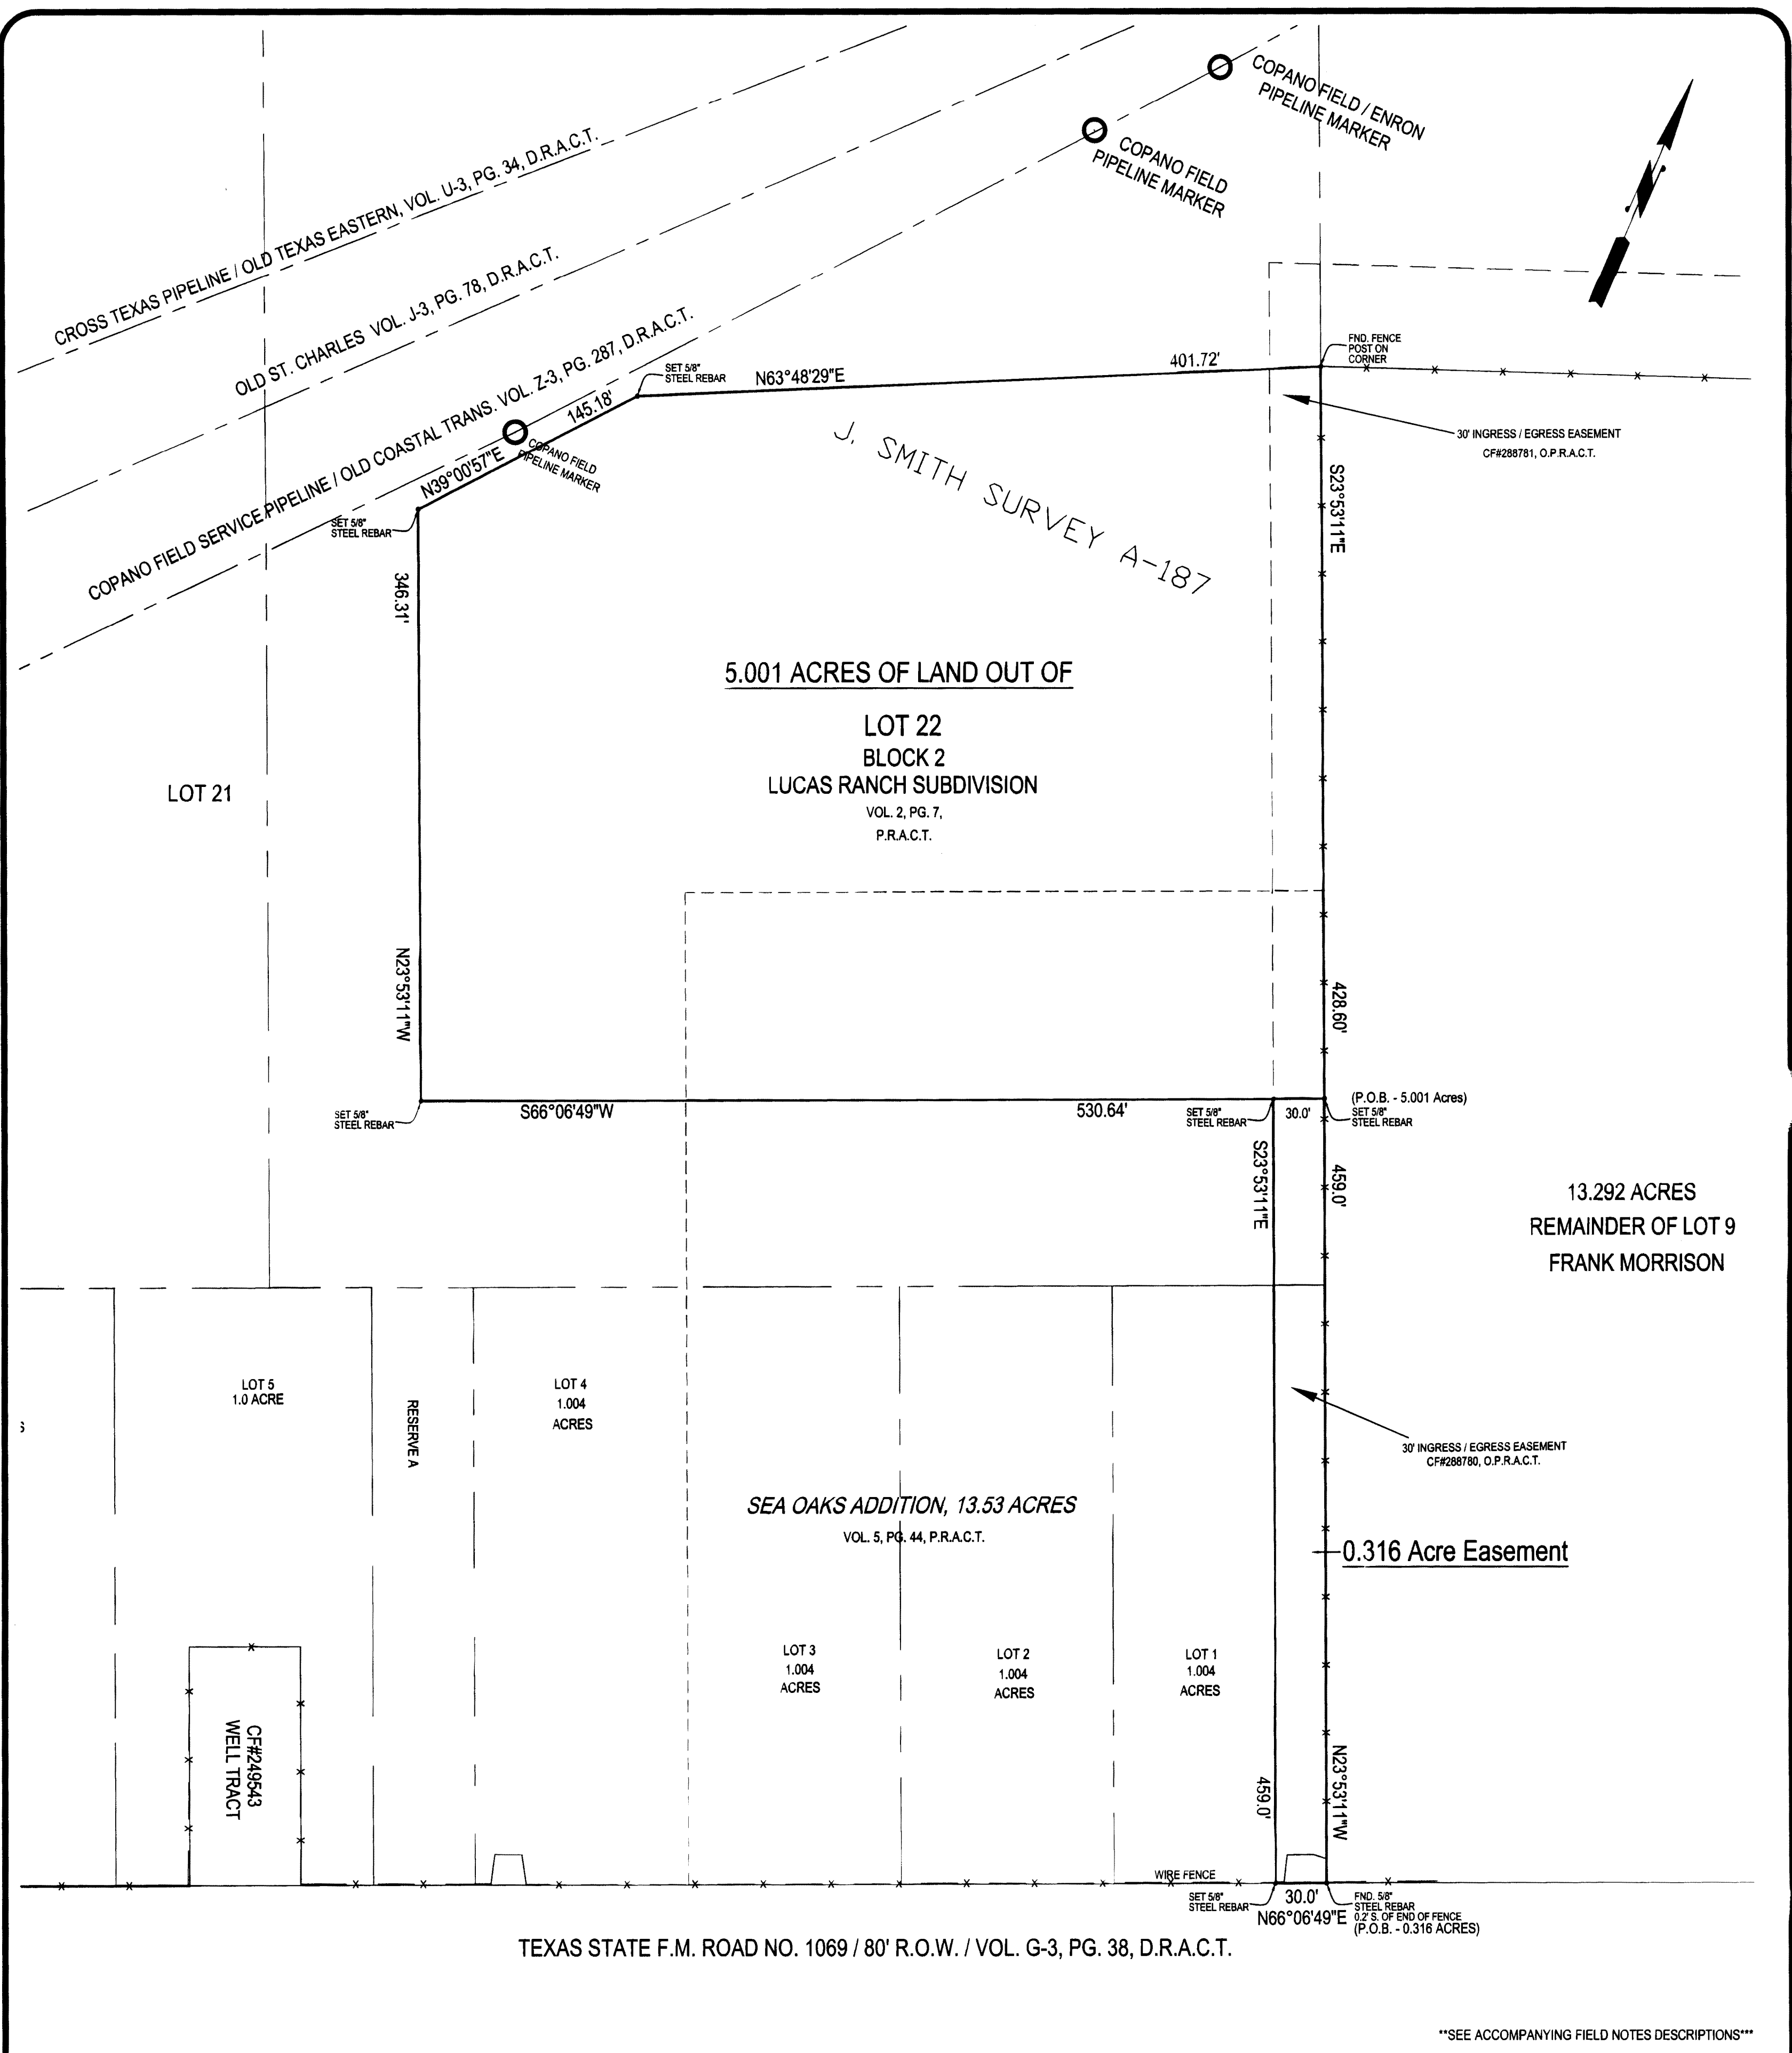 COPANO FIELD / ENRON
PIPELINE MARKER
COPANO FIELD
PIPELINE MARKER
CROSS TEXAS PIPELINE / OLD TEXAS EASTERN, VOL. U-3, PG. 34, D.R.A.C.T.
OLD ST. CHARLES VOL. J-3, PG. 78, D.R.A.C.T.
COPANO FIELD SERVICE PIPELINE / OLD COASTAL TRANS. VOL. Z-3, PG. 287, D.R.A.C.T.
FND. FENCE
POST ON
CORNER
SET 5/8"
STEEL REBAR
N63°48'29"E
401.72'
145.18'
N39°00'57"E
COPANO FIELD
PIPELINE MARKER
30' INGRESS / EGRESS EASEMENT
CF#288781, O.P.R.A.C.T.
J. SMITH SURVEY A-187
S23°53'11"E
SET 5/8"
STEEL REBAR
346.31'
5.001 ACRES OF LAND OUT OF
LOT 22
BLOCK 2
LUCAS RANCH SUBDIVISION
VOL. 2, PG. 7,
P.R.A.C.T.
LOT 21
N23°53'11"W
428.60'
SET 5/8"
STEEL REBAR
S66°06'49"W
530.64'
SET 5/8"
STEEL REBAR
30.0'
(P.O.B. - 5.001 Acres)
SET 5/8"
STEEL REBAR
S23°53'11"E
459.0'
13.292 ACRES
REMAINDER OF LOT 9
FRANK MORRISON
LOT 5
1.0 ACRE
RESERVE A
LOT 4
1.004
ACRES
S
30' INGRESS / EGRESS EASEMENT
CF#288780, O.P.R.A.C.T.
SEA OAKS ADDITION, 13.53 ACRES
VOL. 5, PG. 44, P.R.A.C.T.
0.316 Acre Easement
LOT 3
1.004
ACRES
LOT 2
1.004
ACRES
LOT 1
1.004
ACRES
CF#249543
WELL TRACT
459.0'
N23°53'11"W
WIRE FENCE
SET 5/8"
STEEL REBAR
30.0'
N66°06'49"E
FND. 5/8"
STEEL REBAR
0.2' S. OF END OF FENCE
(P.O.B. - 0.316 ACRES)
TEXAS STATE F.M. ROAD NO. 1069 / 80' R.O.W. / VOL. G-3, PG. 38, D.R.A.C.T.
**SEE ACCOMPANYING FIELD NOTES DESCRIPTIONS***